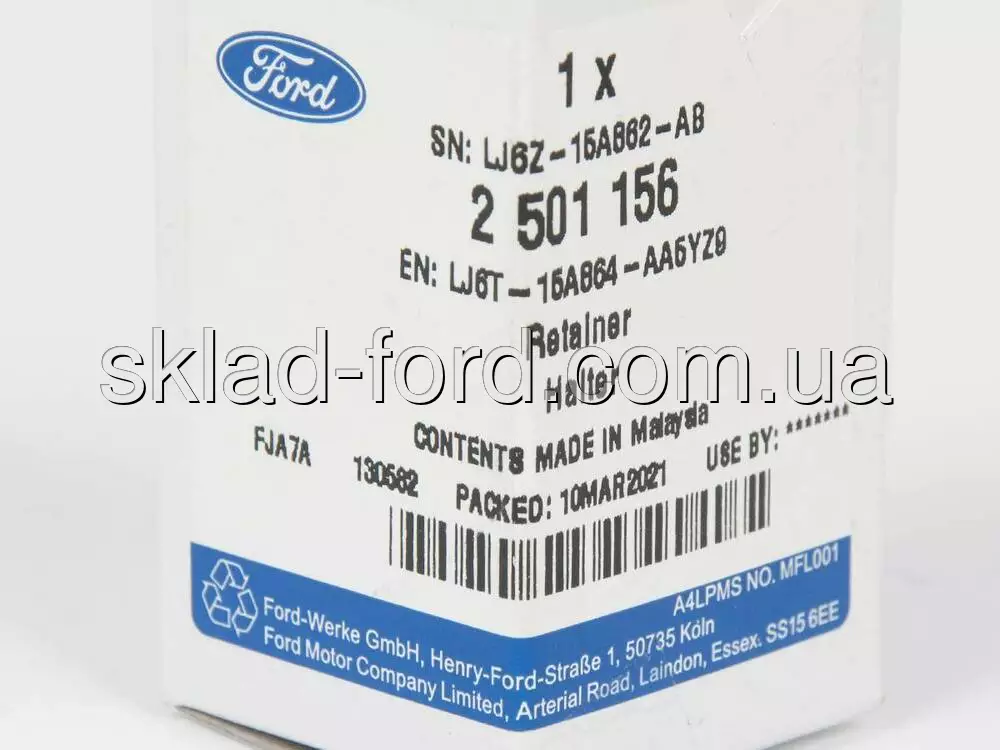 Ford
1 x
SN: LJ6Z-15A862-AB
2 501 156
EN: LJ6T-15A864-AA5YZ9
Retainer
sklad-ford.com.ua
Halter
CONTENTS MADE IN Malaysia
FJA7A 130582 PACKED: 10MAR2021 USE BY: *******
A4LPMS NO. MFL001
Ford-Werke GmbH, Henry-Ford-Straße 1, 50735 Köln
Ford Motor Company Limited, Arterial Road, Laindon, Essex. SS15 6EE